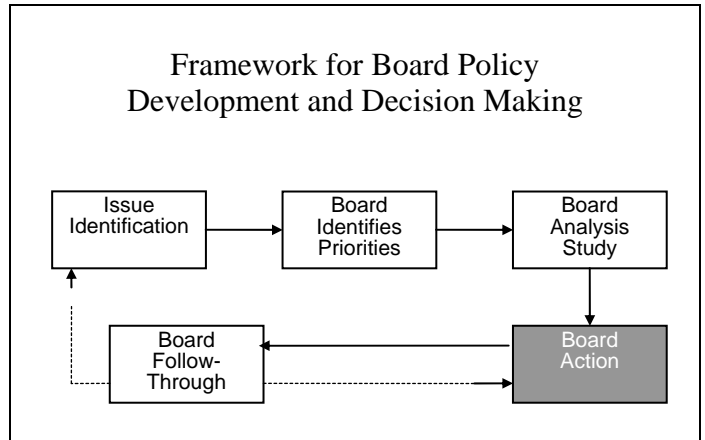 Framework for Board Policy
Development and Decision Making
Issue
Identification
Board
Identifies
Priorities
Board
Analysis
Study
Board
Follow-
Through
Board
Action